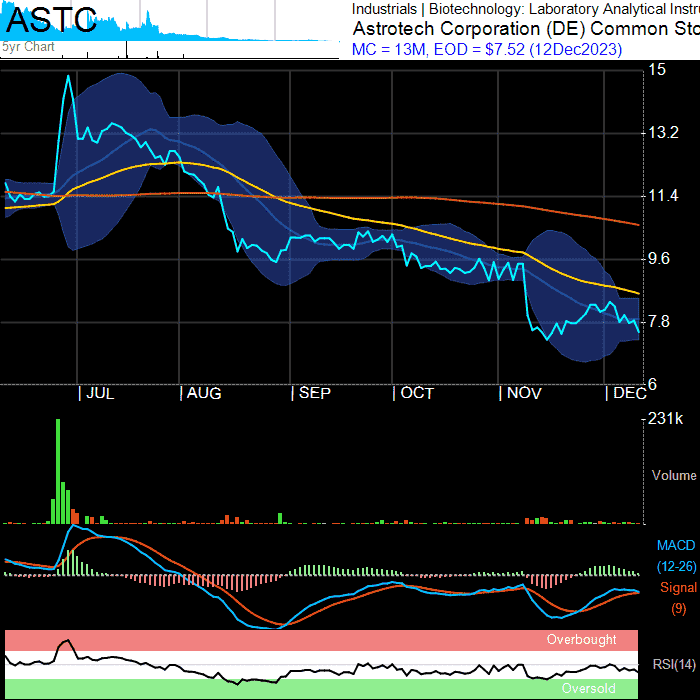 ASTC
Industrials | Biotechnology: Laboratory Analytical Instru
Astrotech Corporation (DE) Common Sto
5yr Chart
MC = 13M, EOD = $7.52 (12Dec2023)
15
13.2
11.4
9.6
7.8
6
| JUL | AUG | SEP | OCT | NOV | DEC
231k
Volume
MACD
(12-26)
Signal
(9)
Overbought
RSI(14)
Oversold